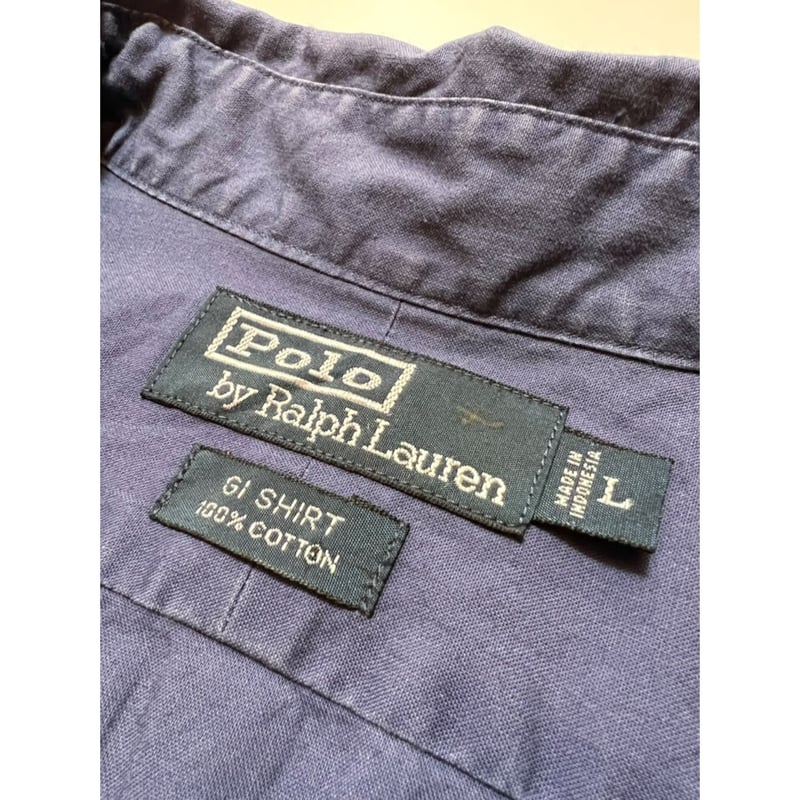 Polo
by Ralph Lauren
MADE IN
INDONESIA
L
GI SHIRT
100% COTTON